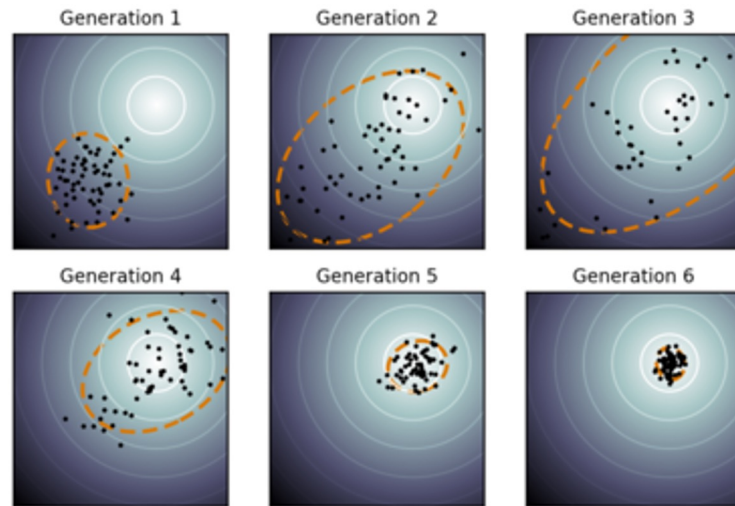 Generation 1
Generation 2
Generation 3
Generation 4
Generation 5
Generation 6